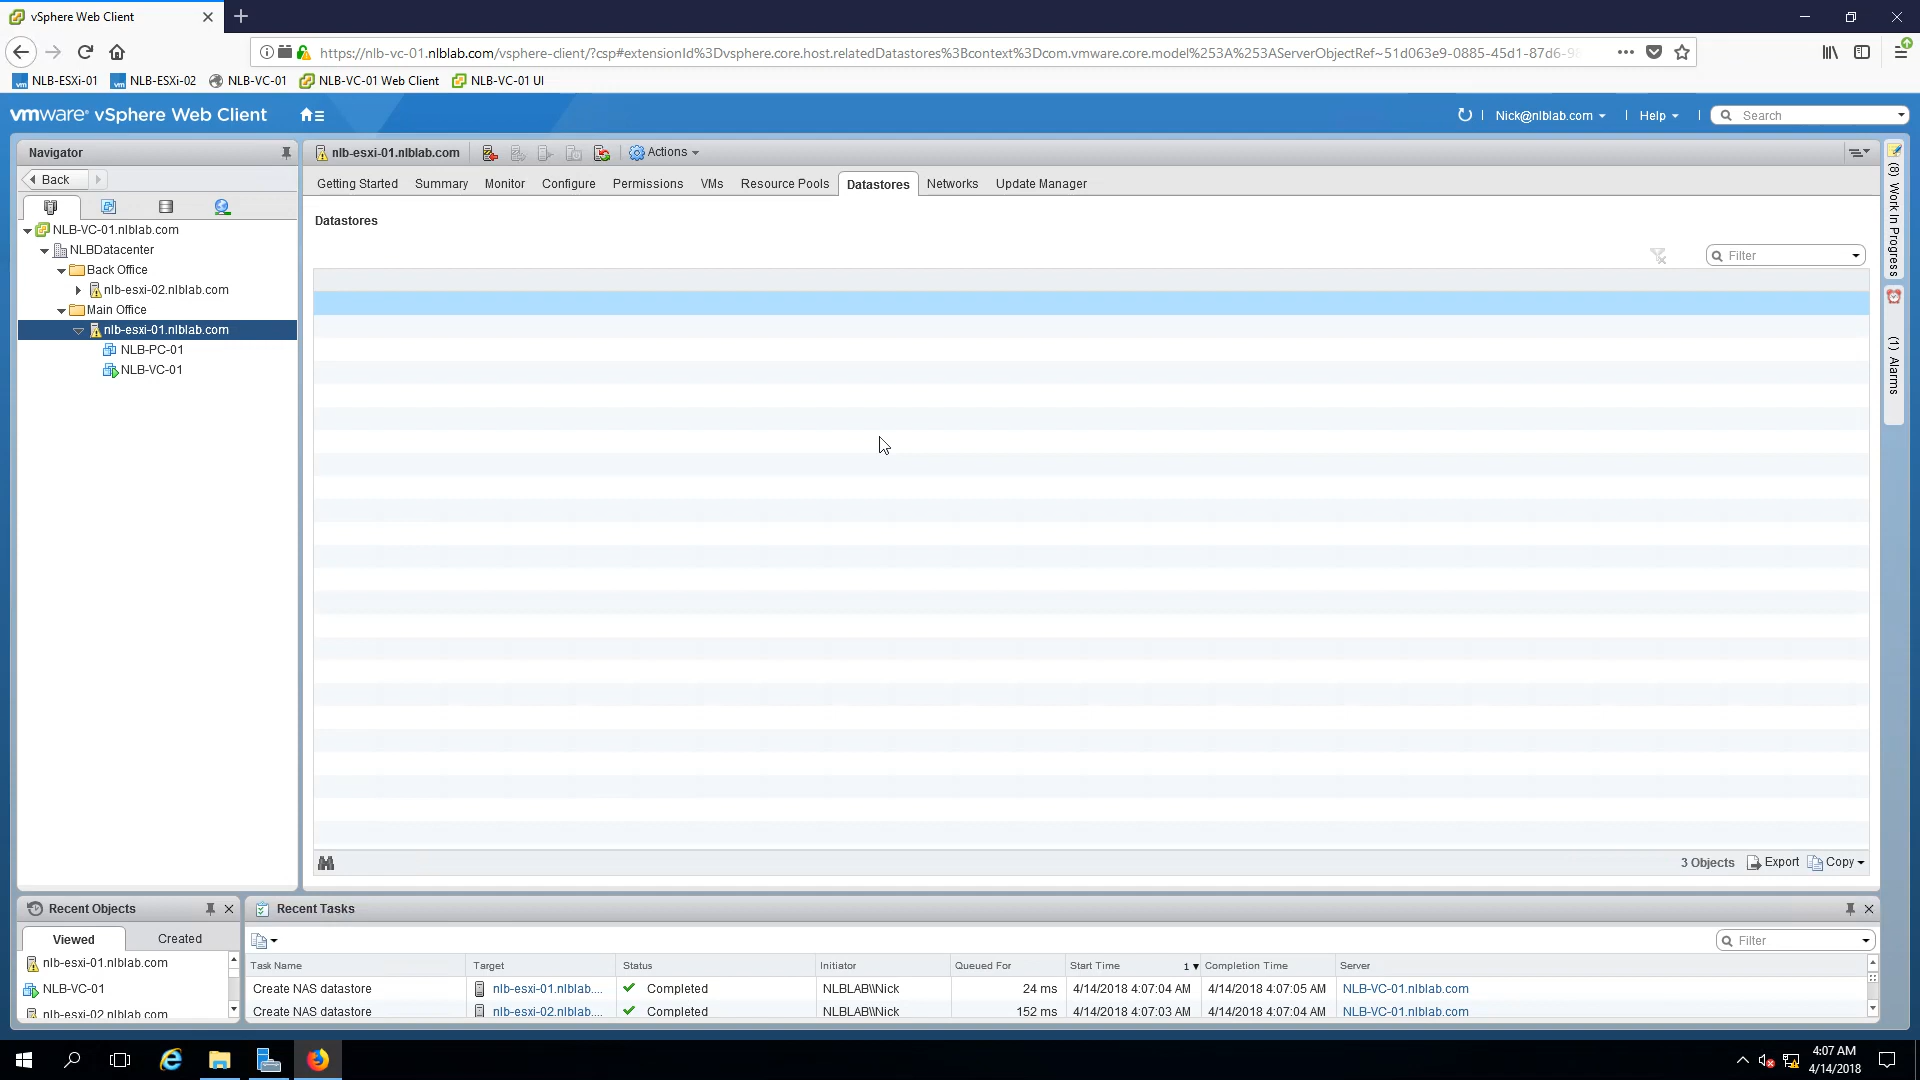 vSphere Web Client
https://nlb-vc-01.nlblab.com/vsphere-client/?csp#extensionId%3Dvsphere.core.host.relatedDatastores%3Bcontext%3Dcom.vmware.core.model%253A%253AServerObjectRef~51d063e9-0885-45d1-87d6-9
NLB-ESXi-01 NLB-ESXi-02 NLB-VC-01 NLB-VC-01 Web Client NLB-VC-01 UI
vmware® vSphere Web Client
Nick@nlblab.com Help Search
Navigator
Back
NLB-VC-01.nlblab.com
NLBDatacenter
Back Office
nlb-esxi-02.nlblab.com
Main Office
nlb-esxi-01.nlblab.com
NLB-PC-01
NLB-VC-01
nlb-esxi-01.nlblab.com Actions
Getting Started Summary Monitor Configure Permissions VMs Resource Pools Datastores Networks Update Manager
Datastores
Filter
3 Objects Export Copy
(8) Work In Progress
(1) Alarms
Recent Objects
Viewed Created
nlb-esxi-01.nlblab.com
NLB-VC-01
nlb-esxi-02.nlblab.com
Recent Tasks
Filter
Task Name Target Status Initiator Queued For Start Time 1 Completion Time Server
Create NAS datastore nlb-esxi-01.nlblab.... Completed NLBLAB\\Nick 24 ms 4/14/2018 4:07:04 AM 4/14/2018 4:07:05 AM NLB-VC-01.nlblab.com
Create NAS datastore nlb-esxi-02.nlblab.... Completed NLBLAB\\Nick 152 ms 4/14/2018 4:07:03 AM 4/14/2018 4:07:04 AM NLB-VC-01.nlblab.com
4:07 AM
4/14/2018